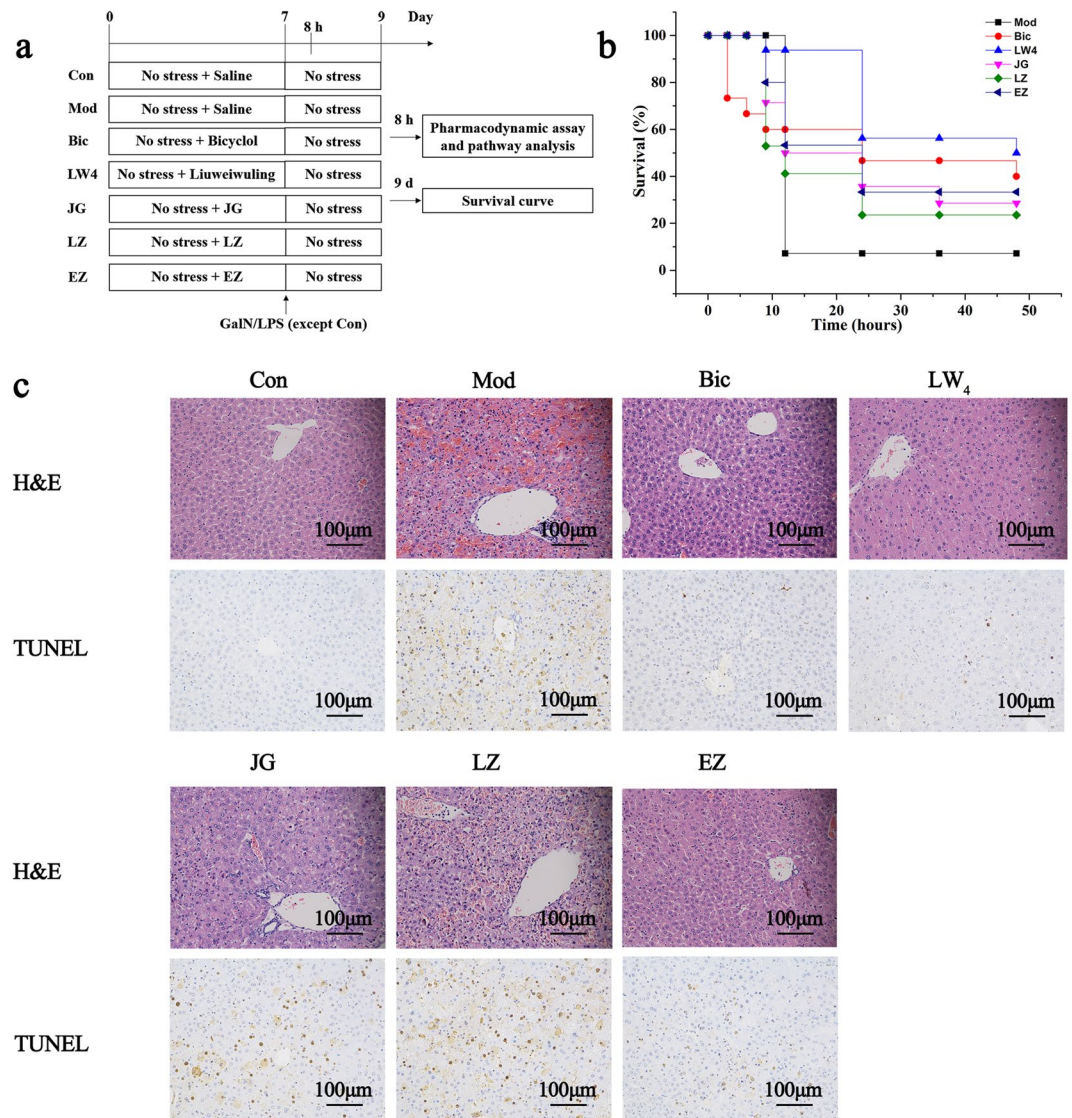 a
0 7 9 Day
8 h
Con No stress + Saline No stress
Mod No stress + Saline No stress
Bic No stress + Bicyclol No stress
LW4 No stress + Liuweiwuling No stress
JG No stress + JG No stress
LZ No stress + LZ No stress
EZ No stress + EZ No stress
8 h
Pharmacodynamic assay
and pathway analysis
9 d
Survival curve
GalN/LPS (except Con)
b
Mod
Bic
LW4
JG
LZ
EZ
Survival (%)
100
80
60
40
20
0
0 10 20 30 40 50
Time (hours)
c
Con Mod Bic LW4
H&E
100μm 100μm 100μm 100μm
TUNEL
100μm 100μm 100μm 100μm
JG LZ EZ
H&E
100μm 100μm 100μm
TUNEL
100μm 100μm 100μm